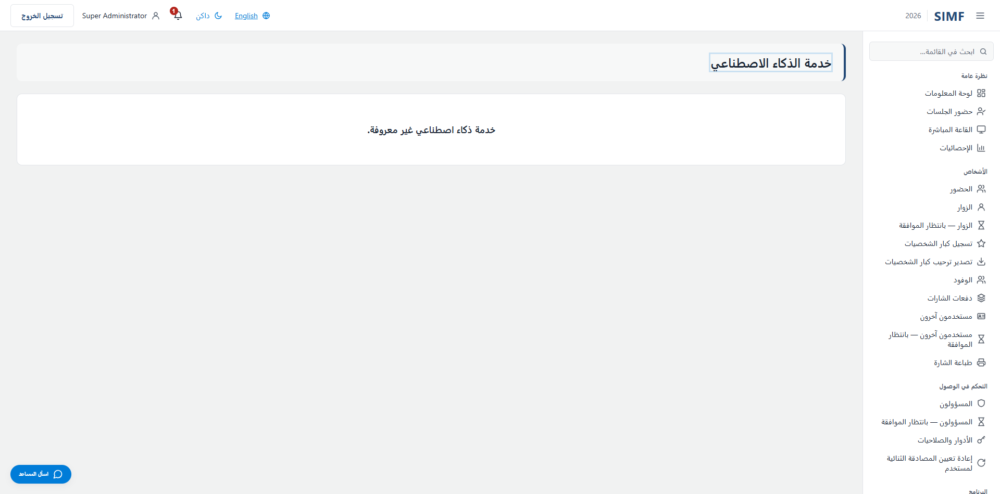 SIMF
2026
English
داكن
1
Super Administrator
تسجيل الخروج
ابحث في القائمة...
نظرة عامة
لوحة المعلومات
حضور الجلسات
القاعة المباشرة
الإحصائيات
الأشخاص
الحضور
الزوار
الزوار — بانتظار الموافقة
تسجيل كبار الشخصيات
تصدير ترحيب كبار الشخصيات
الوفود
دفعات الشارات
مستخدمون آخرون
مستخدمون آخرون — بانتظار
الموافقة
طباعة الشارة
التحكم في الوصول
المسؤولون
المسؤولون — بانتظار الموافقة
الأدوار والصلاحيات
إعادة تعيين المصادقة الثنائية
لمستخدم
البرنامج
خدمة الذكاء الاصطناعي
خدمة ذكاء اصطناعي غير معروفة.
اسأل المساعد